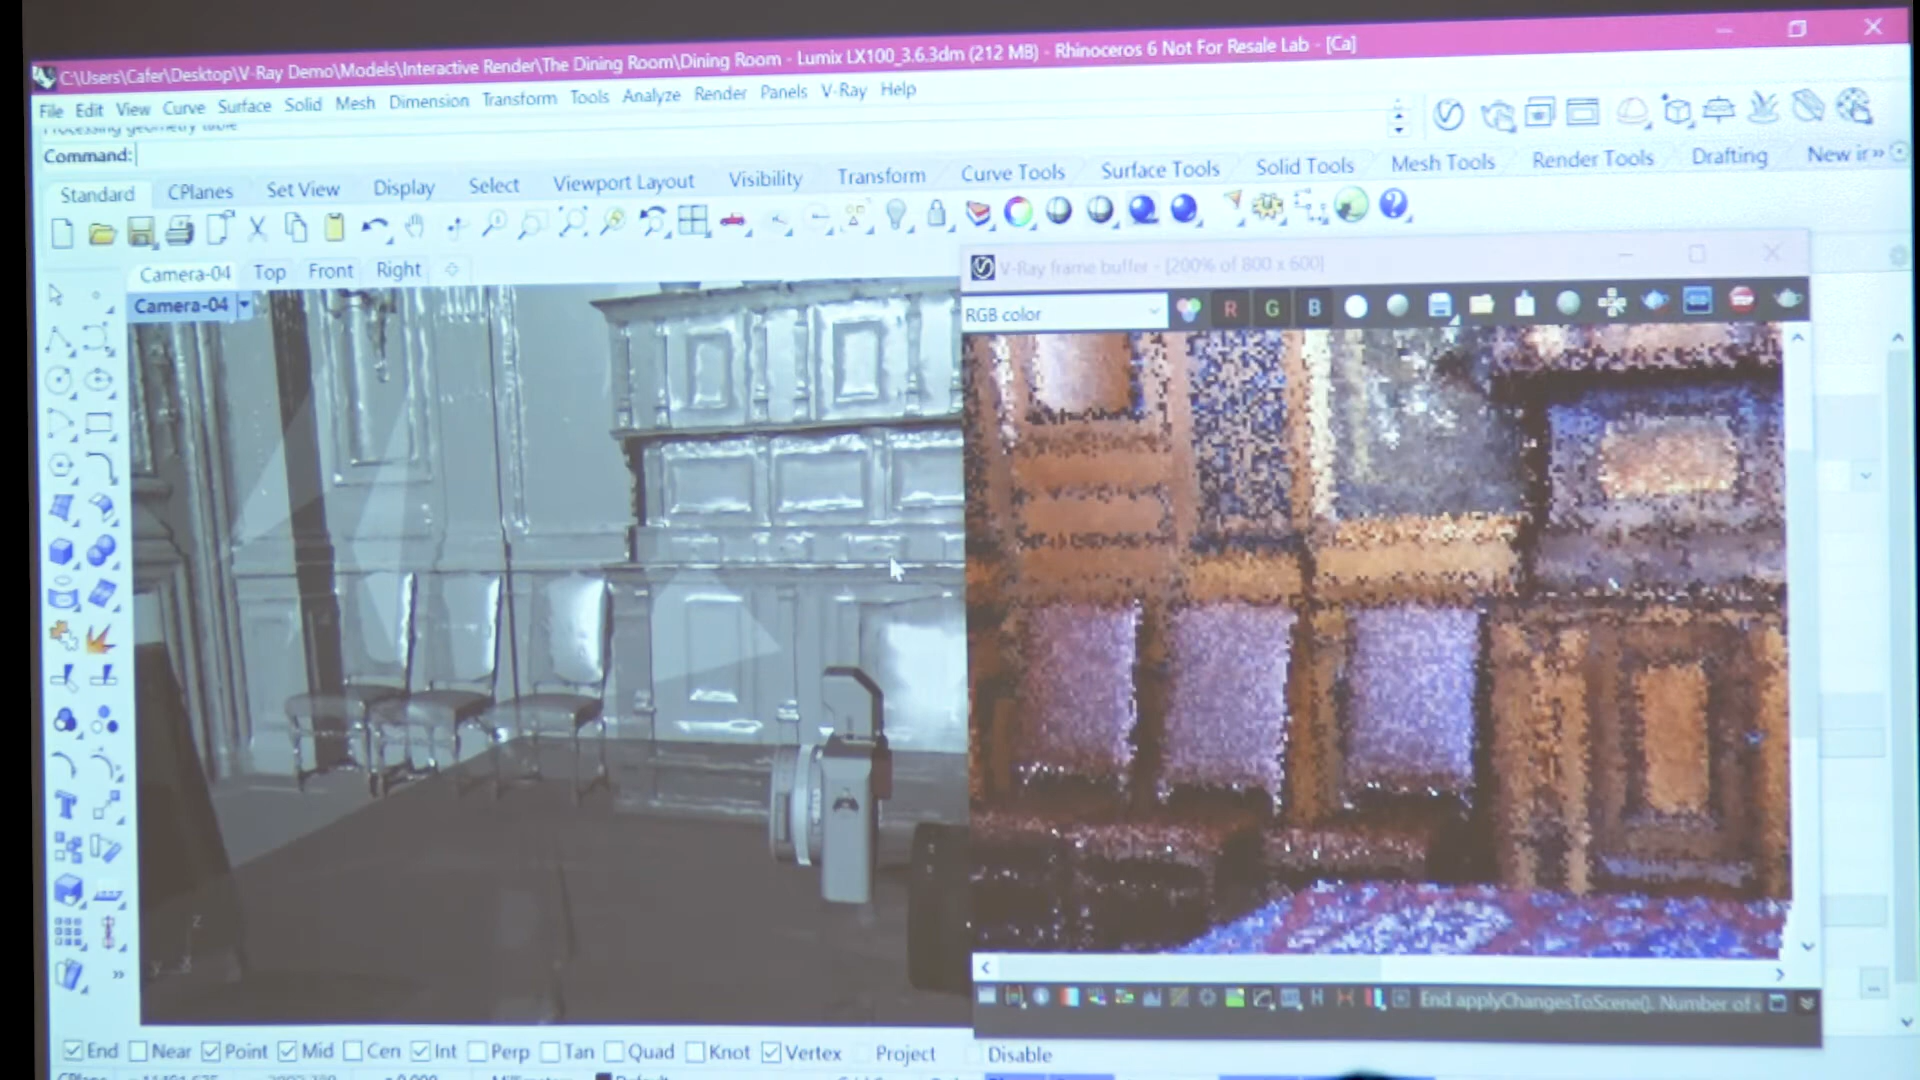 C:\Users\Cafer\Desktop\V-Ray Demo\Models\Interactive Render\The Dining Room\Dining Room - Lumix LX100_3.6.3dm (212 MB) - Rhinoceros 6 Not For Resale Lab - [Ca]
File Edit View Curve Surface Solid Mesh Dimension Transform Tools Analyze Render Panels V-Ray Help
Processing geometry table
Command:
Standard CPlanes Set View Display Select Viewport Layout Visibility Transform Curve Tools Surface Tools Solid Tools Mesh Tools Render Tools Drafting New in »
Camera-04 Top Front Right
Camera-04
V-Ray frame buffer - [200% of 800 x 600]
RGB color R G B
End applyChangesToScene(). Number of
End Near Point Mid Cen Int Perp Tan Quad Knot Vertex Project Disable
CPlane
Default